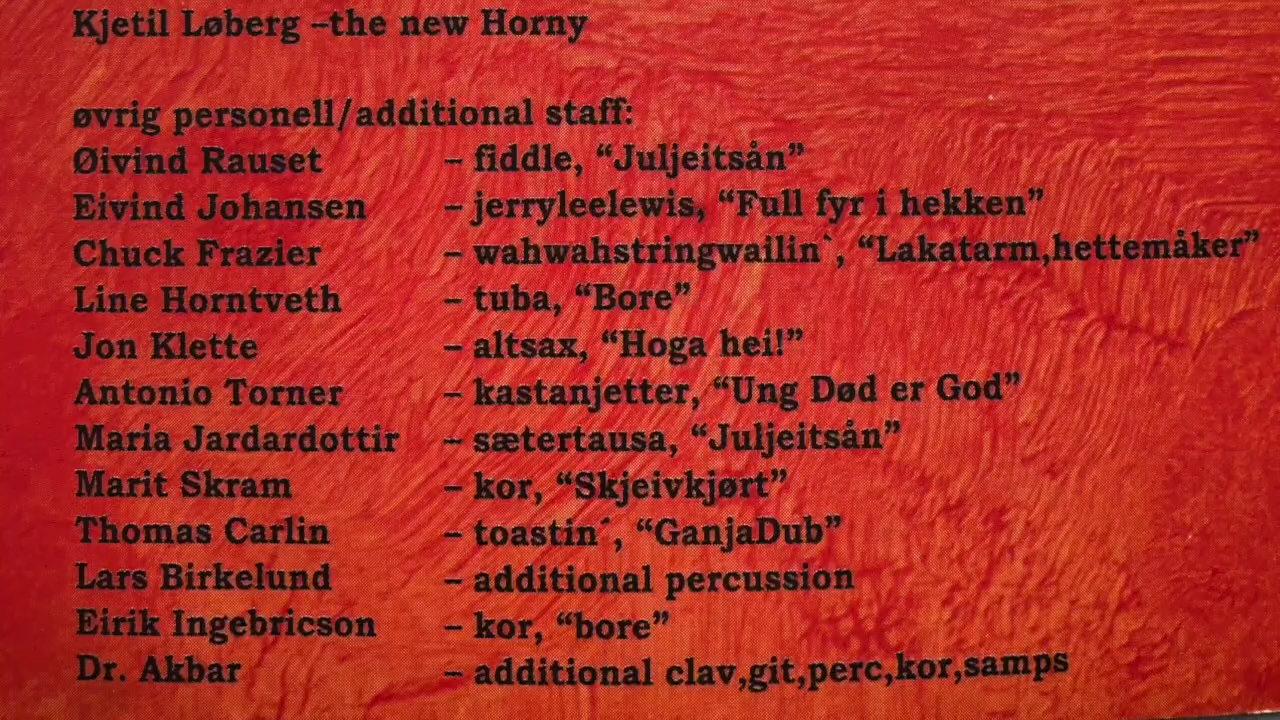 Kjetil Løberg –the new Horny
øvrig personell/additional staff:
Øivind Rauset – fiddle, “Juljeitsån”
Eivind Johansen – jerryleelewis, “Full fyr i hekken”
Chuck Frazier – wahwahstringwailin`, “Lakatarm,hettemåker”
Line Horntveth – tuba, “Bore”
Jon Klette – altsax, “Hoga hei!”
Antonio Torner – kastanjetter, “Ung Død er God”
Maria Jardardottir – sætertausa, “Juljeitsån”
Marit Skram – kor, “Skjeivkjørt”
Thomas Carlin – toastin´, “GanjaDub”
Lars Birkelund – additional percussion
Eirik Ingebricson – kor, “bore”
Dr. Akbar – additional clav,git,perc,kor,samps